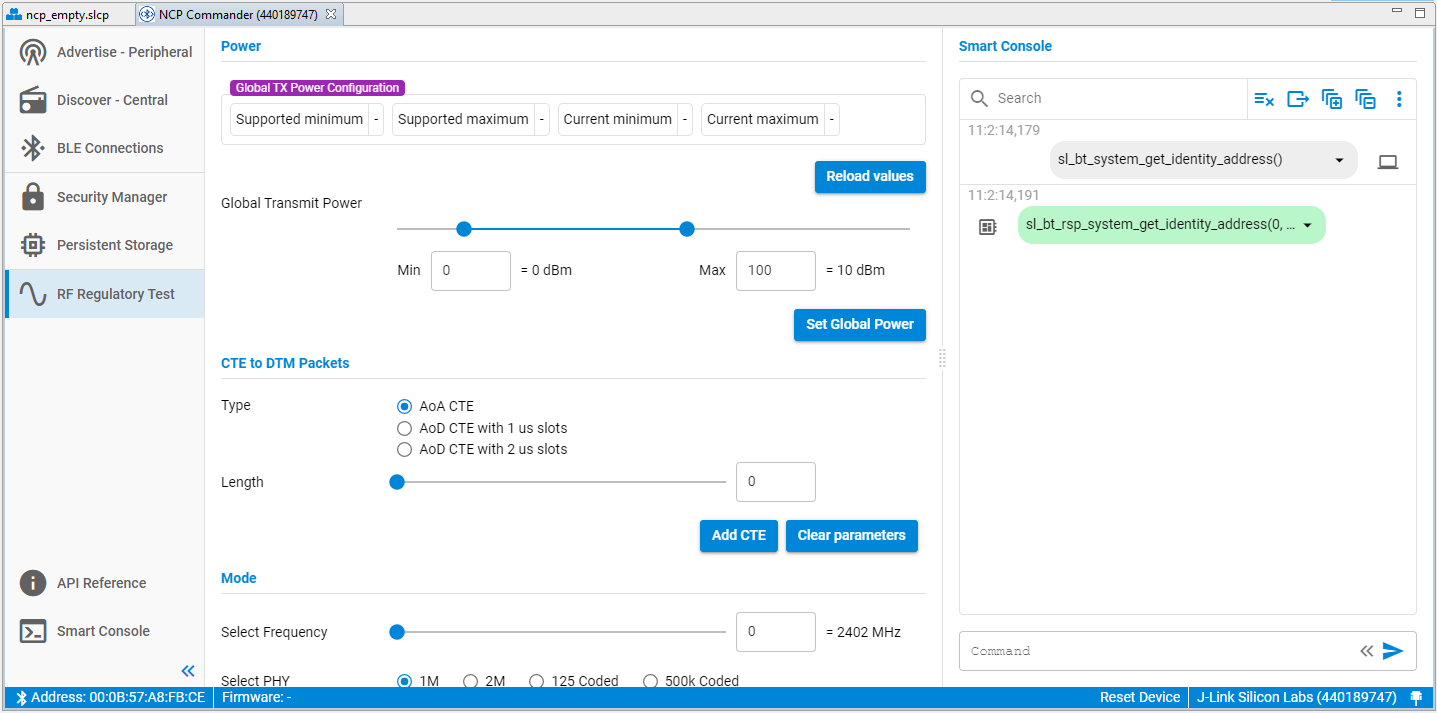 ncp_empty.slcp
NCP Commander (440189747)
Advertise - Peripheral
Discover - Central
BLE Connections
Security Manager
Persistent Storage
RF Regulatory Test
API Reference
Smart Console
Power
Global TX Power Configuration
Supported minimum -
Supported maximum -
Current minimum -
Current maximum -
Reload values
Global Transmit Power
Min 0 = 0 dBm
Max 100 = 10 dBm
Set Global Power
CTE to DTM Packets
Type
AoA CTE
AoD CTE with 1 us slots
AoD CTE with 2 us slots
Length 0
Add CTE
Clear parameters
Mode
Select Frequency 0 = 2402 MHz
Select PHY 1M 2M 125 Coded 500k Coded
Smart Console
Search
11:2:14,179
sl_bt_system_get_identity_address()
11:2:14,191
sl_bt_rsp_system_get_identity_address(0, ...
Command
Address: 00:0B:57:A8:FB:CE
Firmware: -
Reset Device
J-Link Silicon Labs (440189747)